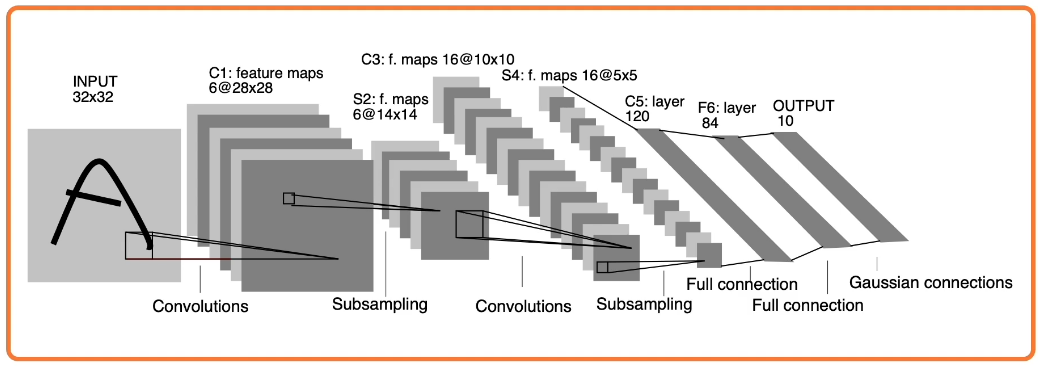 INPUT
32x32
C1: feature maps
6@28x28
S2: f. maps
6@14x14
C3: f. maps 16@10x10
S4: f. maps 16@5x5
C5: layer
120
F6: layer
84
OUTPUT
10
A
Convolutions
Subsampling
Convolutions
Subsampling
Full connection
Full connection
Gaussian connections